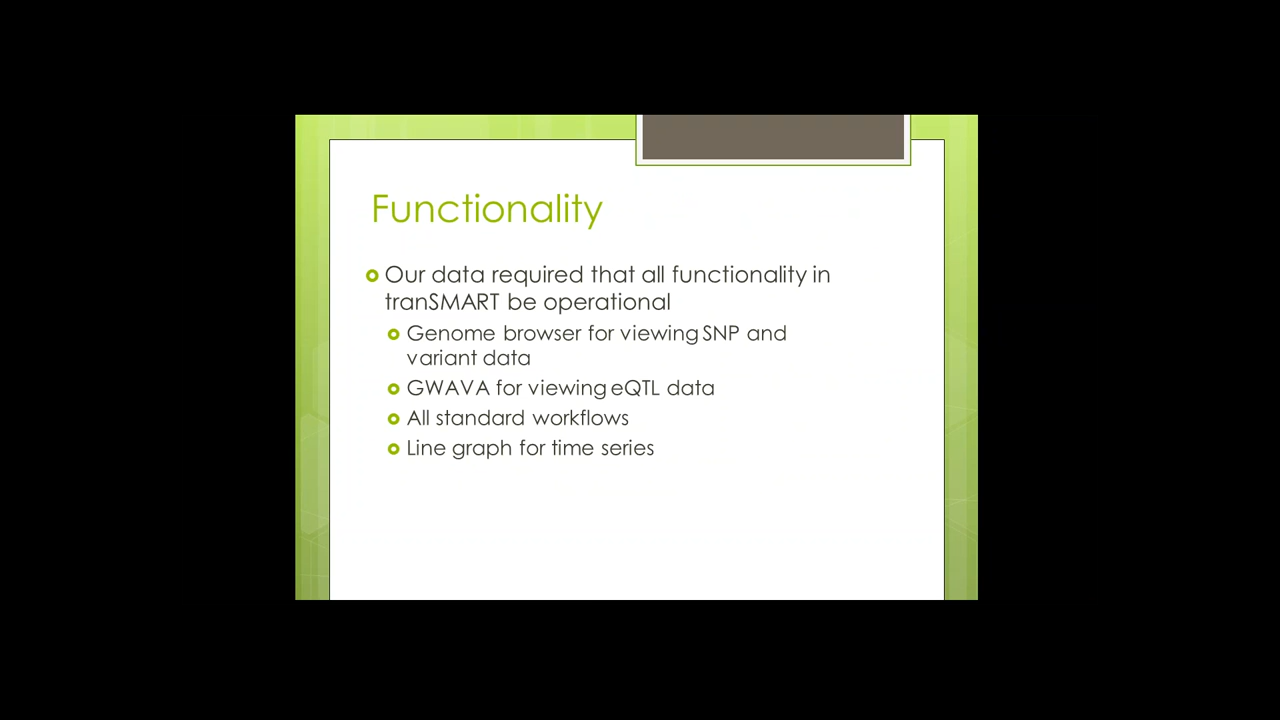 Functionality
Our data required that all functionality in
tranSMART be operational
Genome browser for viewing SNP and
variant data
GWAVA for viewing eQTL data
All standard workflows
Line graph for time series